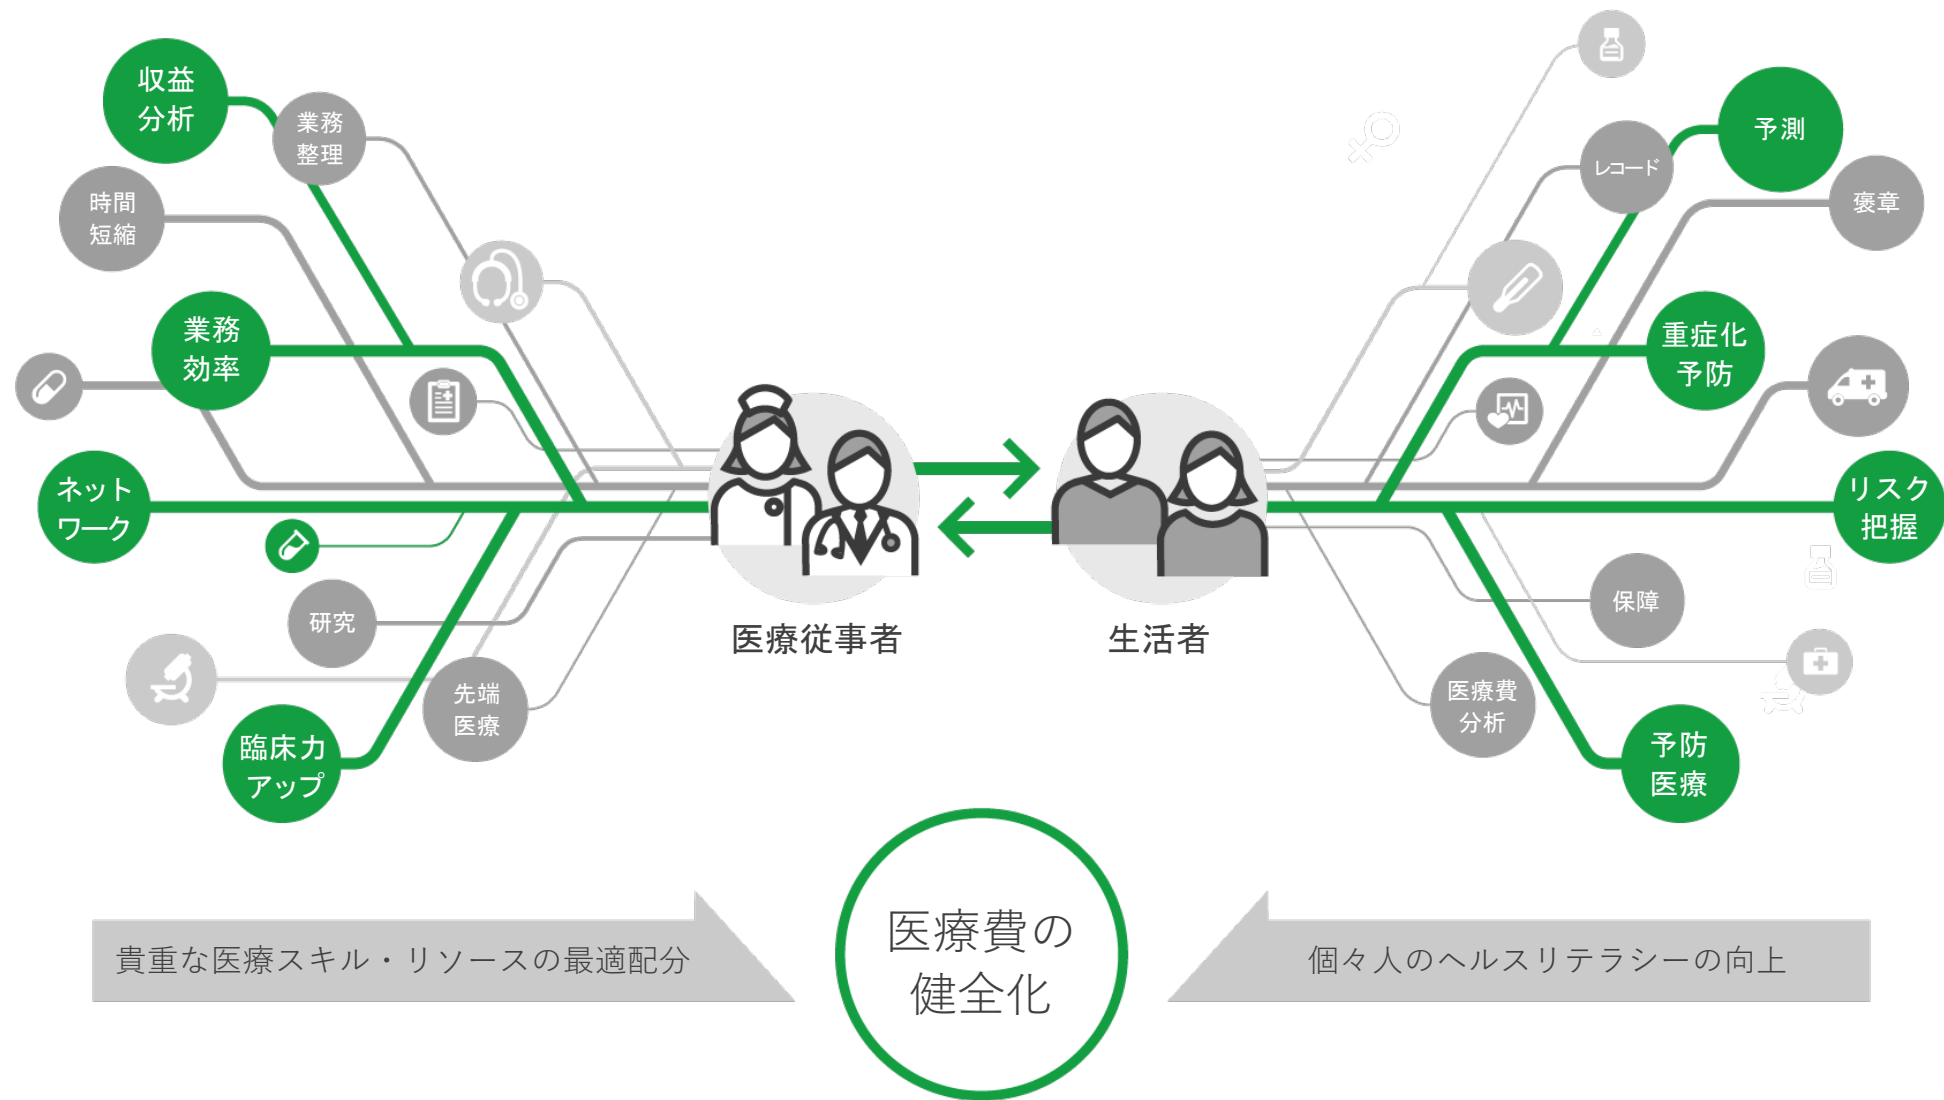 収益
分析
業務
整理
時間
短縮
業務
効率
ネット
ワーク
研究
先端
医療
臨床力
アップ
医療従事者
生活者
予測
レコード
褒章
重症化
予防
リスク
把握
保障
医療費
分析
予防
医療
貴重な医療スキル・リソースの最適配分
医療費の
健全化
個々人のヘルスリテラシーの向上